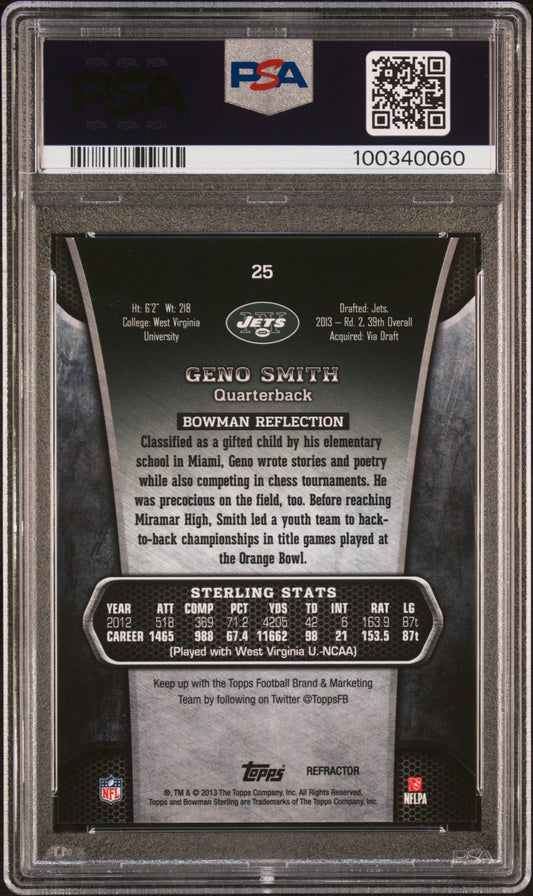 PSA
100340060
25
Ht: 6'2" Wt: 218
College: West Virginia
University
NY
JETS
Drafted: Jets,
2013 – Rd. 2, 39th Overall
Acquired: Via Draft
GENO SMITH
Quarterback
BOWMAN REFLECTION
Classified as a gifted child by his elementary
school in Miami, Geno wrote stories and poetry
while also competing in chess tournaments. He
was precocious on the field, too. Before reaching
Miramar High, Smith led a youth team to back-
to-back championships in title games played at
the Orange Bowl.
STERLING STATS
YEAR ATT COMP PCT YDS TD INT RAT LG
2012 518 369 71.2 4205 42 6 163.9 87t
CAREER 1465 988 67.4 11662 98 21 153.5 87t
(Played with West Virginia U.-NCAA)
Keep up with the Topps Football Brand & Marketing
Team by following on Twitter @ToppsFB
Topps REFRACTOR
NFL
NFLPA
®, TM & © 2013 The Topps Company, Inc. All Rights Reserved.
Topps and Bowman Sterling are Trademarks of The Topps Company, Inc.
PSA